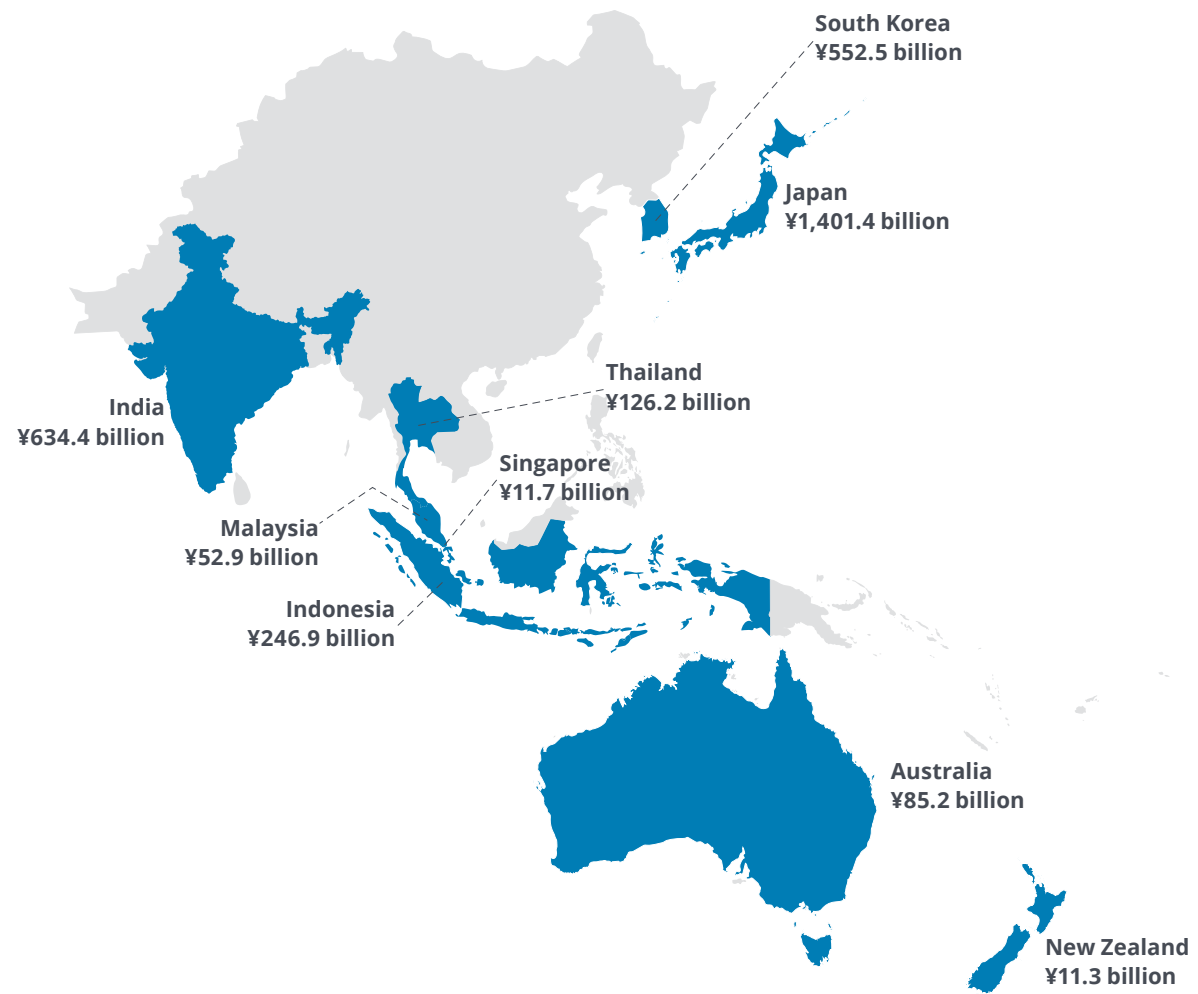 South Korea
¥552.5 billion
Japan
¥1,401.4 billion
Thailand
¥126.2 billion
India
¥634.4 billion
Singapore
¥11.7 billion
Malaysia
¥52.9 billion
Indonesia
¥246.9 billion
Australia
¥85.2 billion
New Zealand
¥11.3 billion